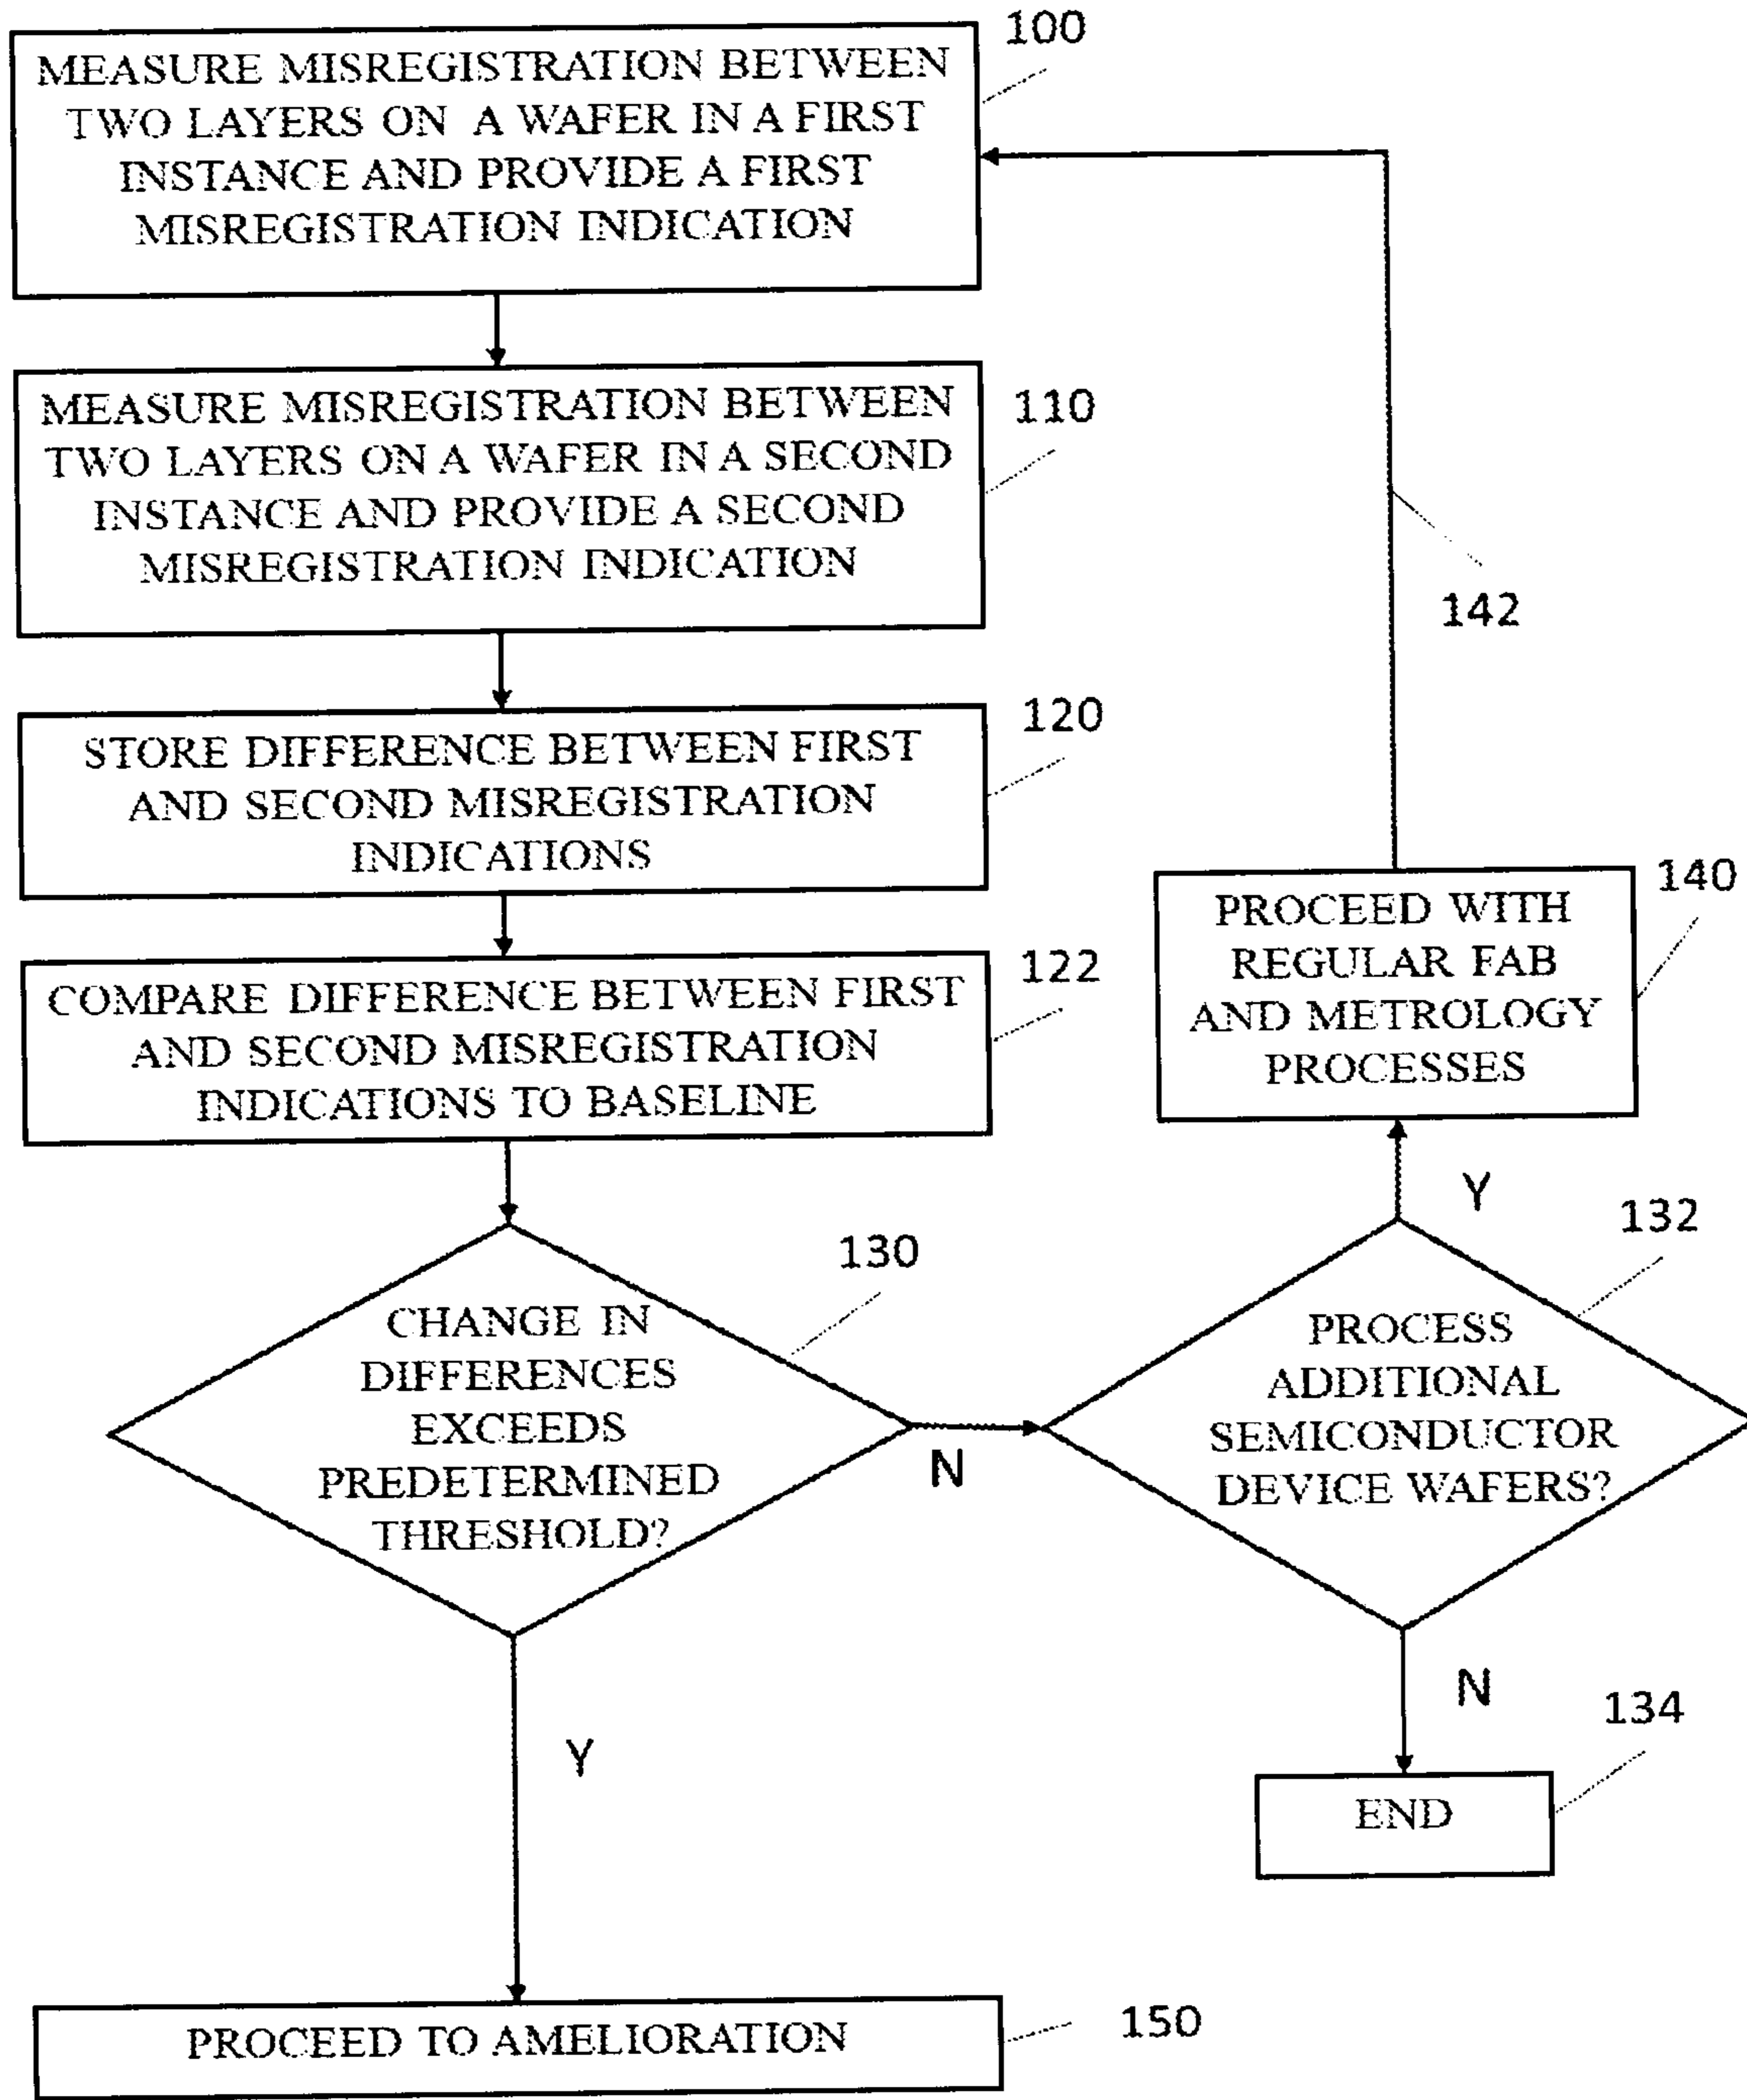 100
MEASURE MISREGISTRATION BETWEEN
TWO LAYERS ON A WAFER IN A FIRST
INSTANCE AND PROVIDE A FIRST
MISREGISTRATION INDICATION
110
MEASURE MISREGISTRATION BETWEEN
TWO LAYERS ON A WAFER IN A SECOND
INSTANCE AND PROVIDE A SECOND
MISREGISTRATION INDICATION
142
120
STORE DIFFERENCE BETWEEN FIRST
AND SECOND MISREGISTRATION
INDICATIONS
122
COMPARE DIFFERENCE BETWEEN FIRST
AND SECOND MISREGISTRATION
INDICATIONS TO BASELINE
140
PROCEED WITH
REGULAR FAB
AND METROLOGY
PROCESSES
Y
130
CHANGE IN
DIFFERENCES
EXCEEDS
PREDETERMINED
THRESHOLD?
N
132
PROCESS
ADDITIONAL
SEMICONDUCTOR
DEVICE WAFERS?
N
134
END
Y
150
PROCEED TO AMELIORATION